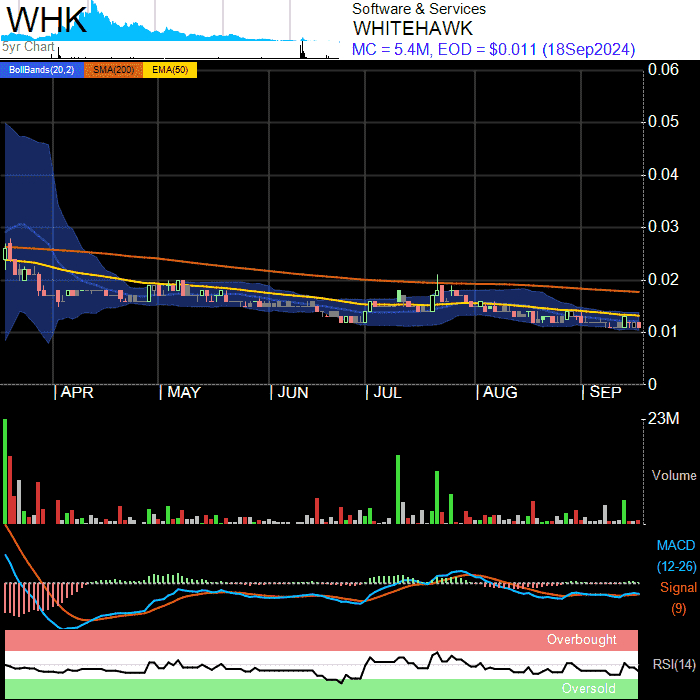 WHK
Software & Services
WHITEHAWK
5yr Chart
MC = 5.4M, EOD = $0.011 (18Sep2024)
BollBands(20,2) SMA(200) EMA(50)
0.06
0.05
0.04
0.03
0.02
0.01
0
APR MAY JUN JUL AUG SEP
23M
Volume
MACD
(12-26)
Signal
(9)
Overbought
RSI(14)
Oversold